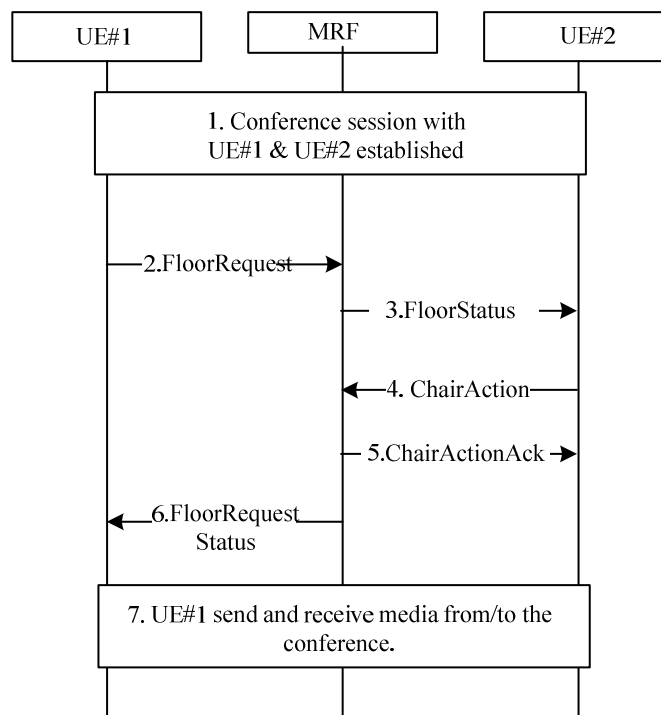 UE#1
MRF
UE#2
1. Conference session with
UE#1 & UE#2 established
2.FloorRequest
3.FloorStatus
4. ChairAction
5.ChairActionAck
6.FloorRequest
Status
7. UE#1 send and receive media from/to the
conference.